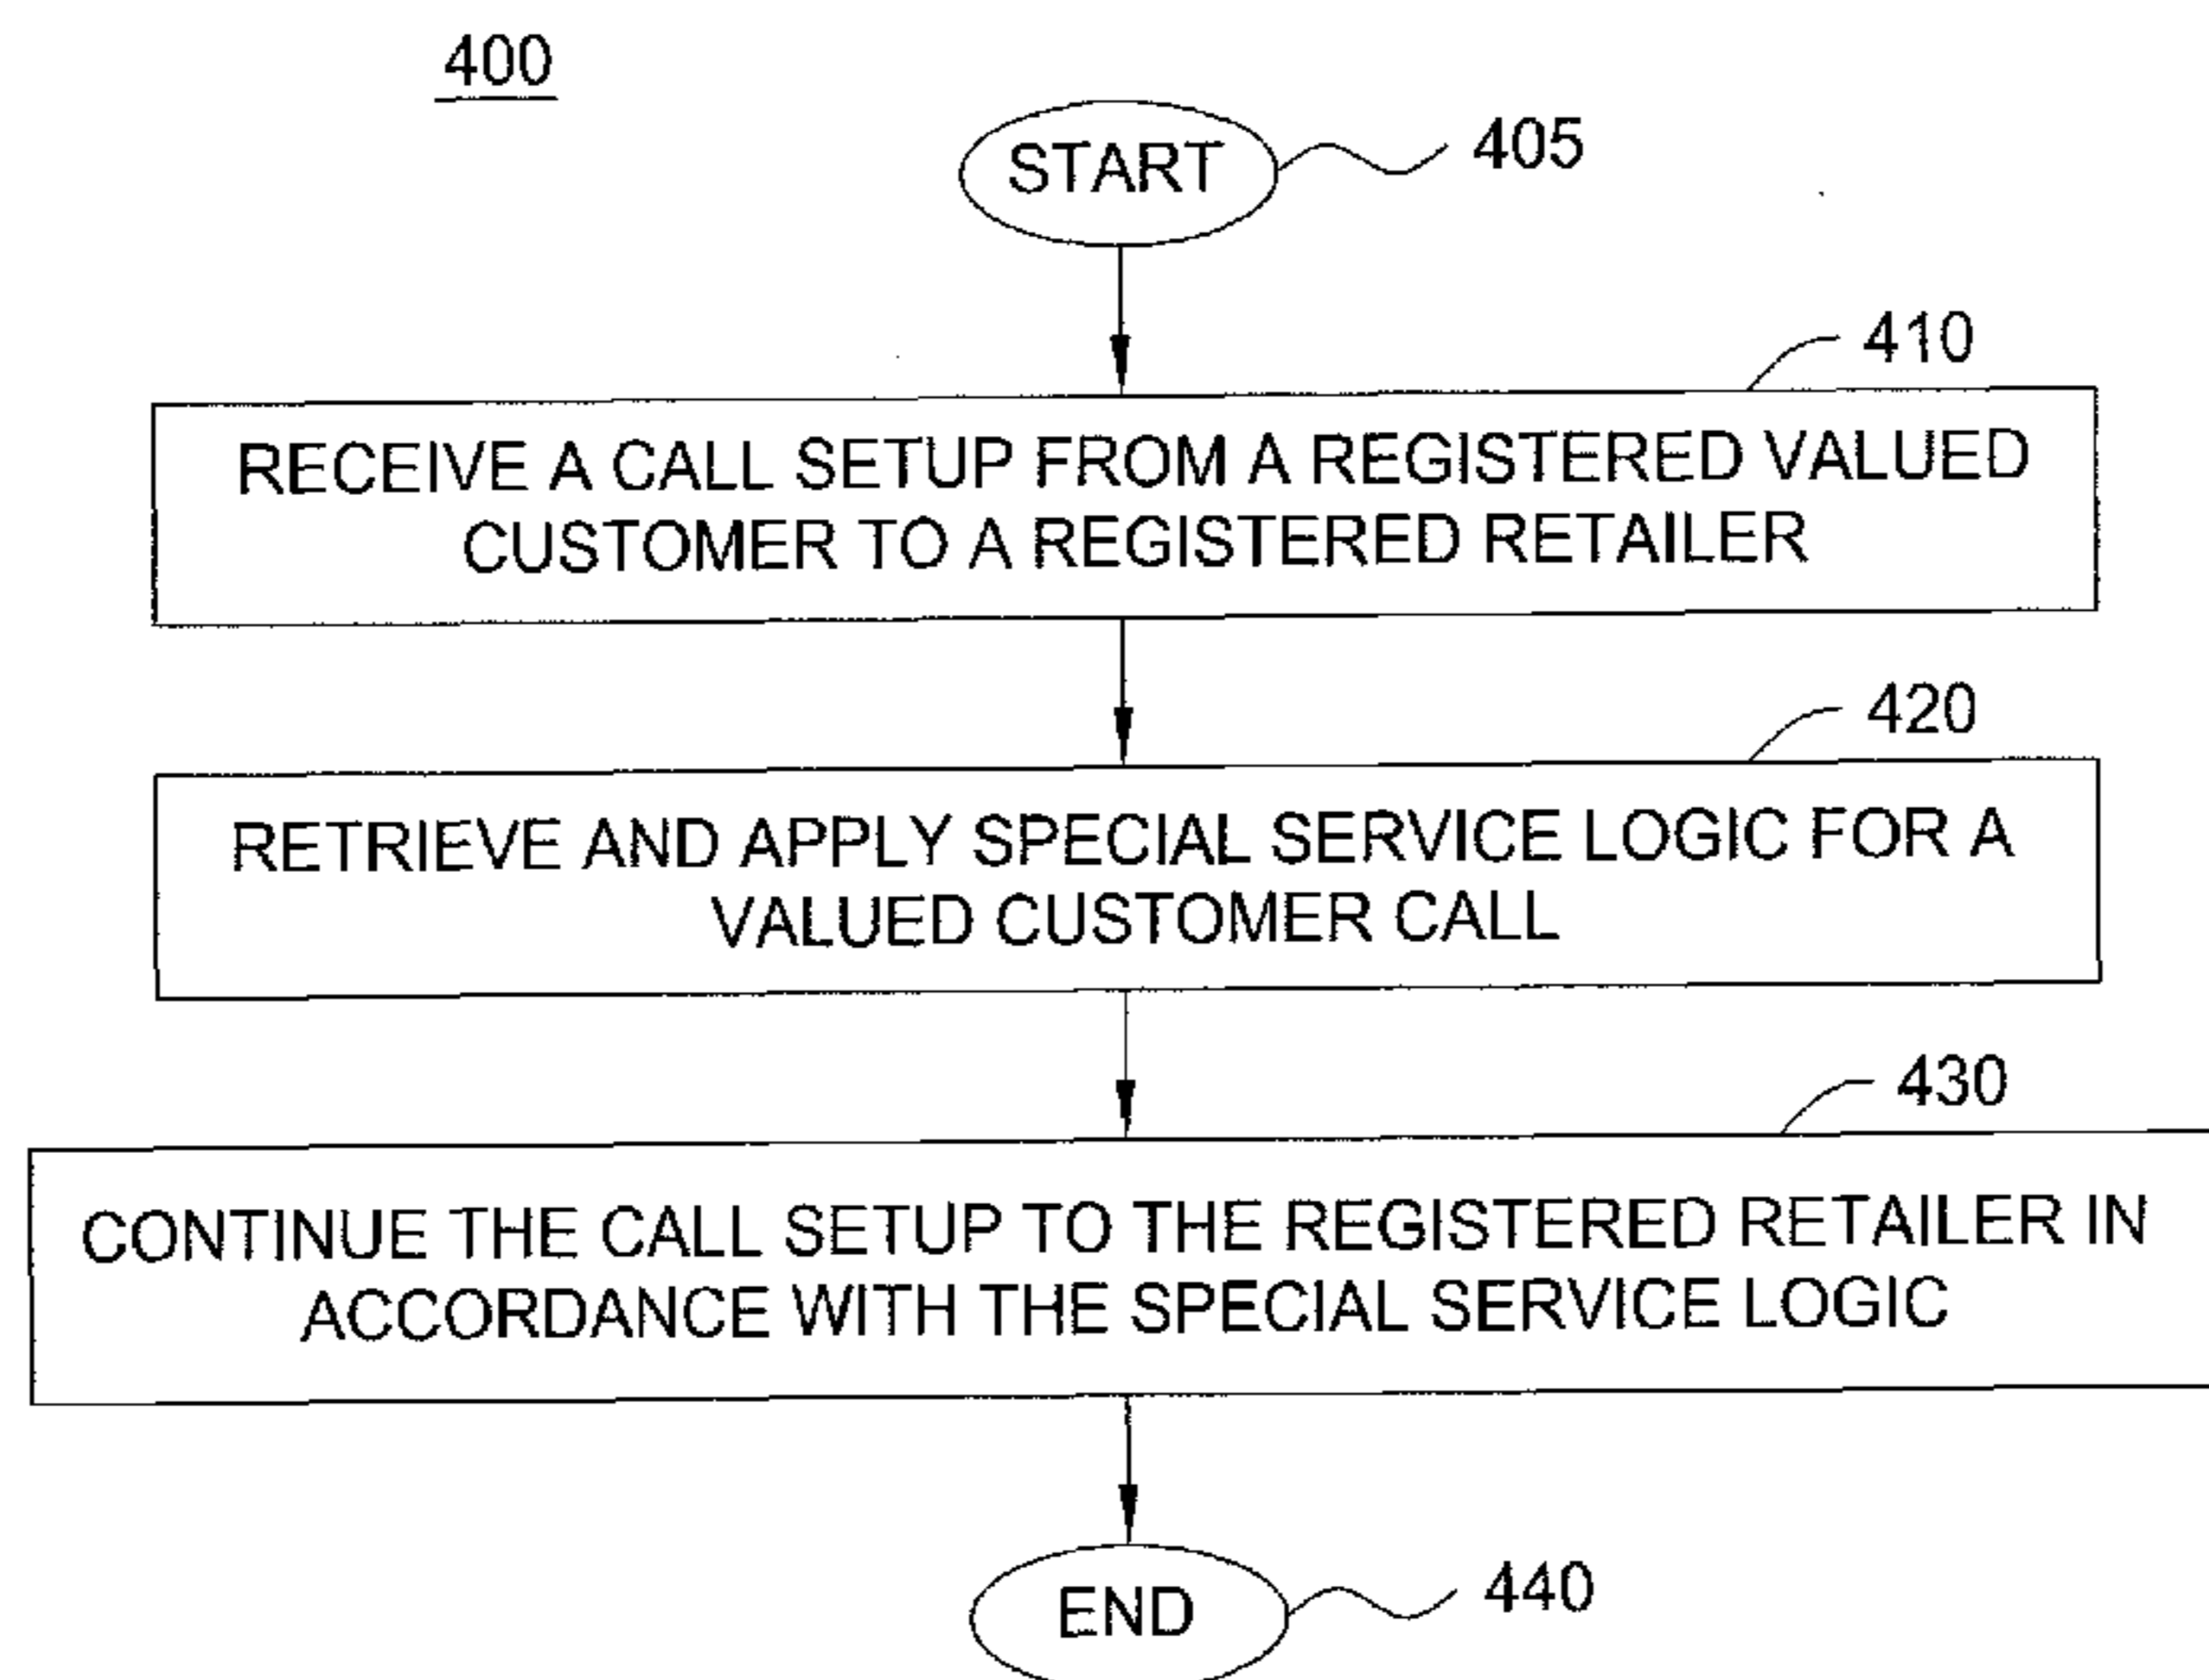 400
START
405
410
RECEIVE A CALL SETUP FROM A REGISTERED VALUED
CUSTOMER TO A REGISTERED RETAILER
420
RETRIEVE AND APPLY SPECIAL SERVICE LOGIC FOR A
VALUED CUSTOMER CALL
430
CONTINUE THE CALL SETUP TO THE REGISTERED RETAILER IN
ACCORDANCE WITH THE SPECIAL SERVICE LOGIC
END
440